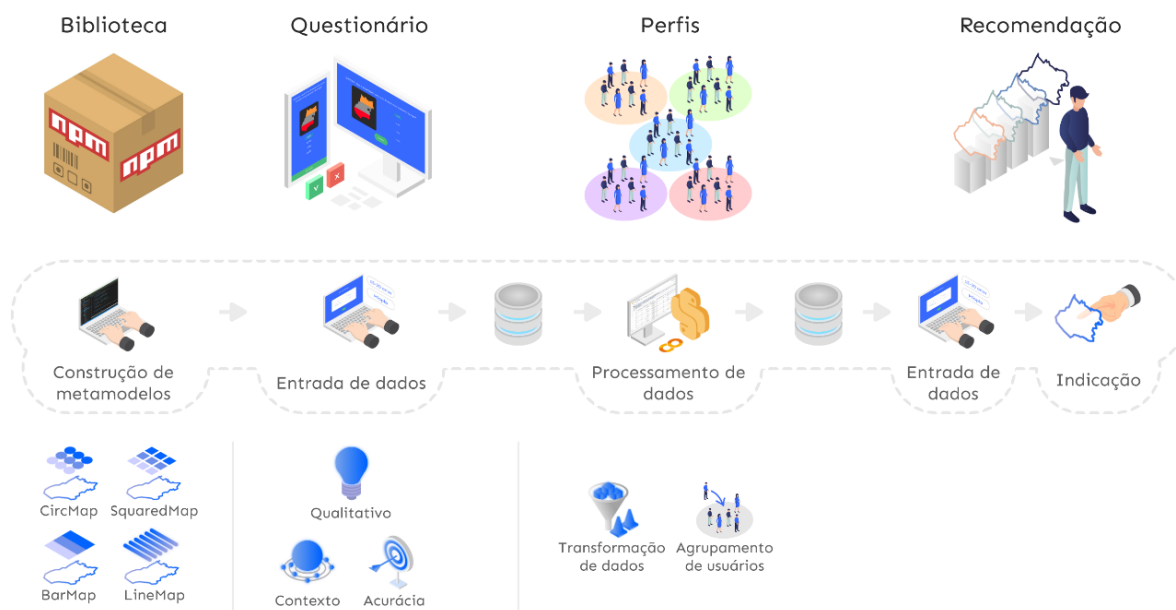 Biblioteca
Questionário
Perfis
Recomendação
npm
npm
Construção de
metamodelos
Entrada de dados
Processamento de
dados
Entrada de
dados
Indicação
CircMap
SquaredMap
BarMap
LineMap
Qualitativo
Contexto
Acurácia
Transformação
de dados
Agrupamento
de usuários